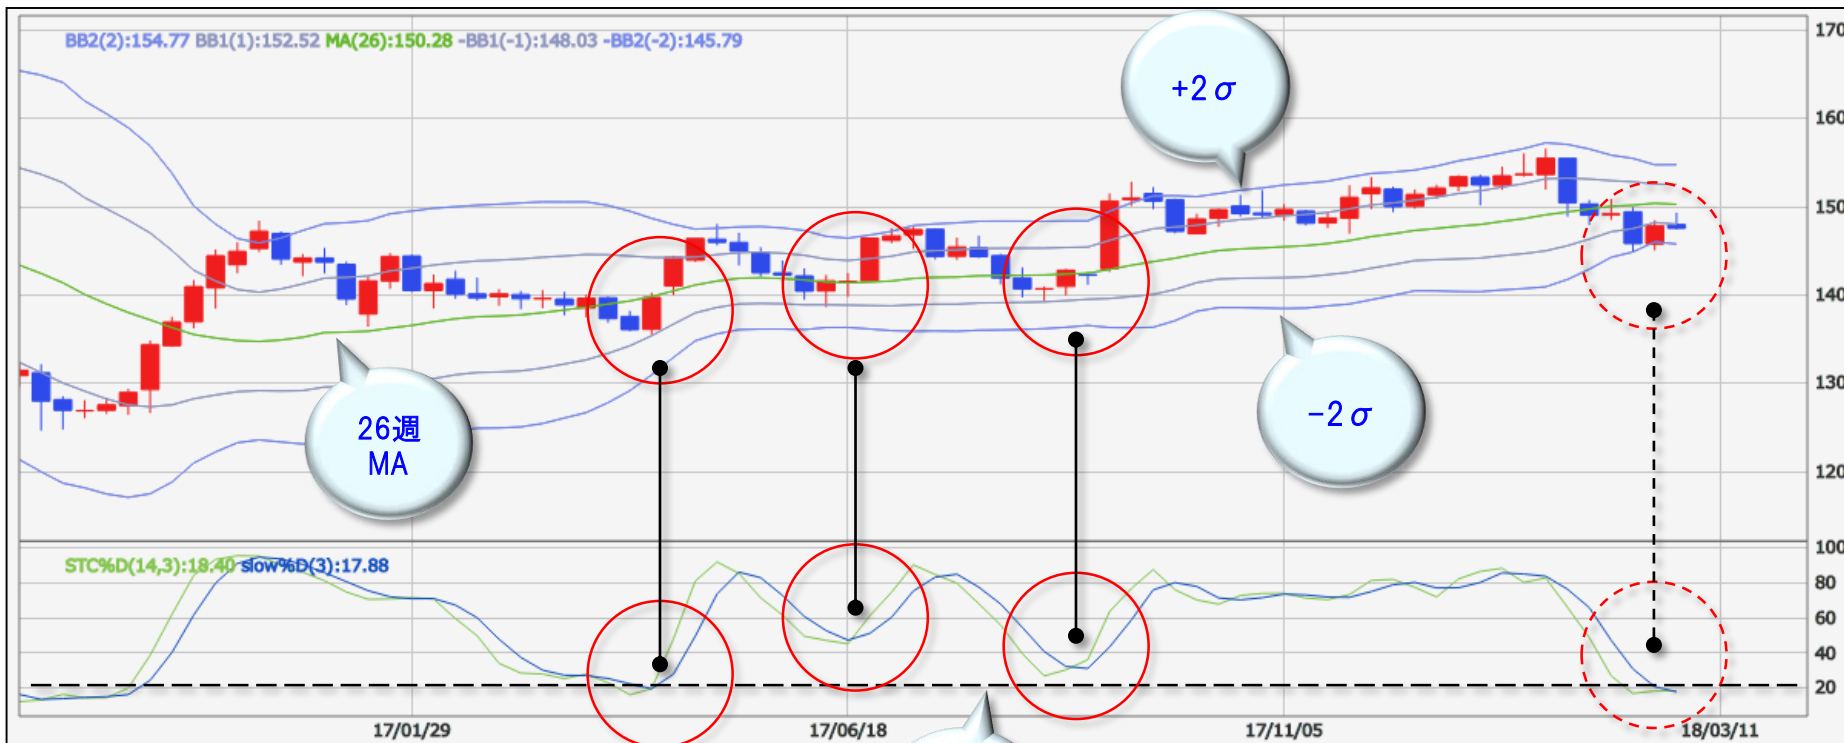 BB2(2):154.77 BB1(1):152.52 MA(26):150.28 -BB1(-1):148.03 -BB2(-2):145.79
+2σ
26週
MA
-2σ
170
160
150
140
130
120
STC%D(14,3):18.40 slow%D(3):17.88
100
80
60
40
20
17/01/29
17/06/18
17/11/05
18/03/11